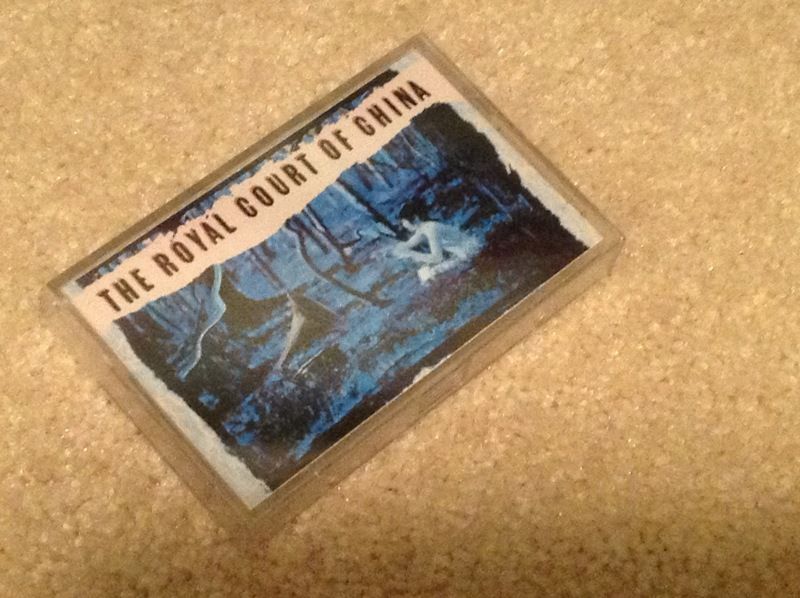 THE ROYAL COURT OF CHINA